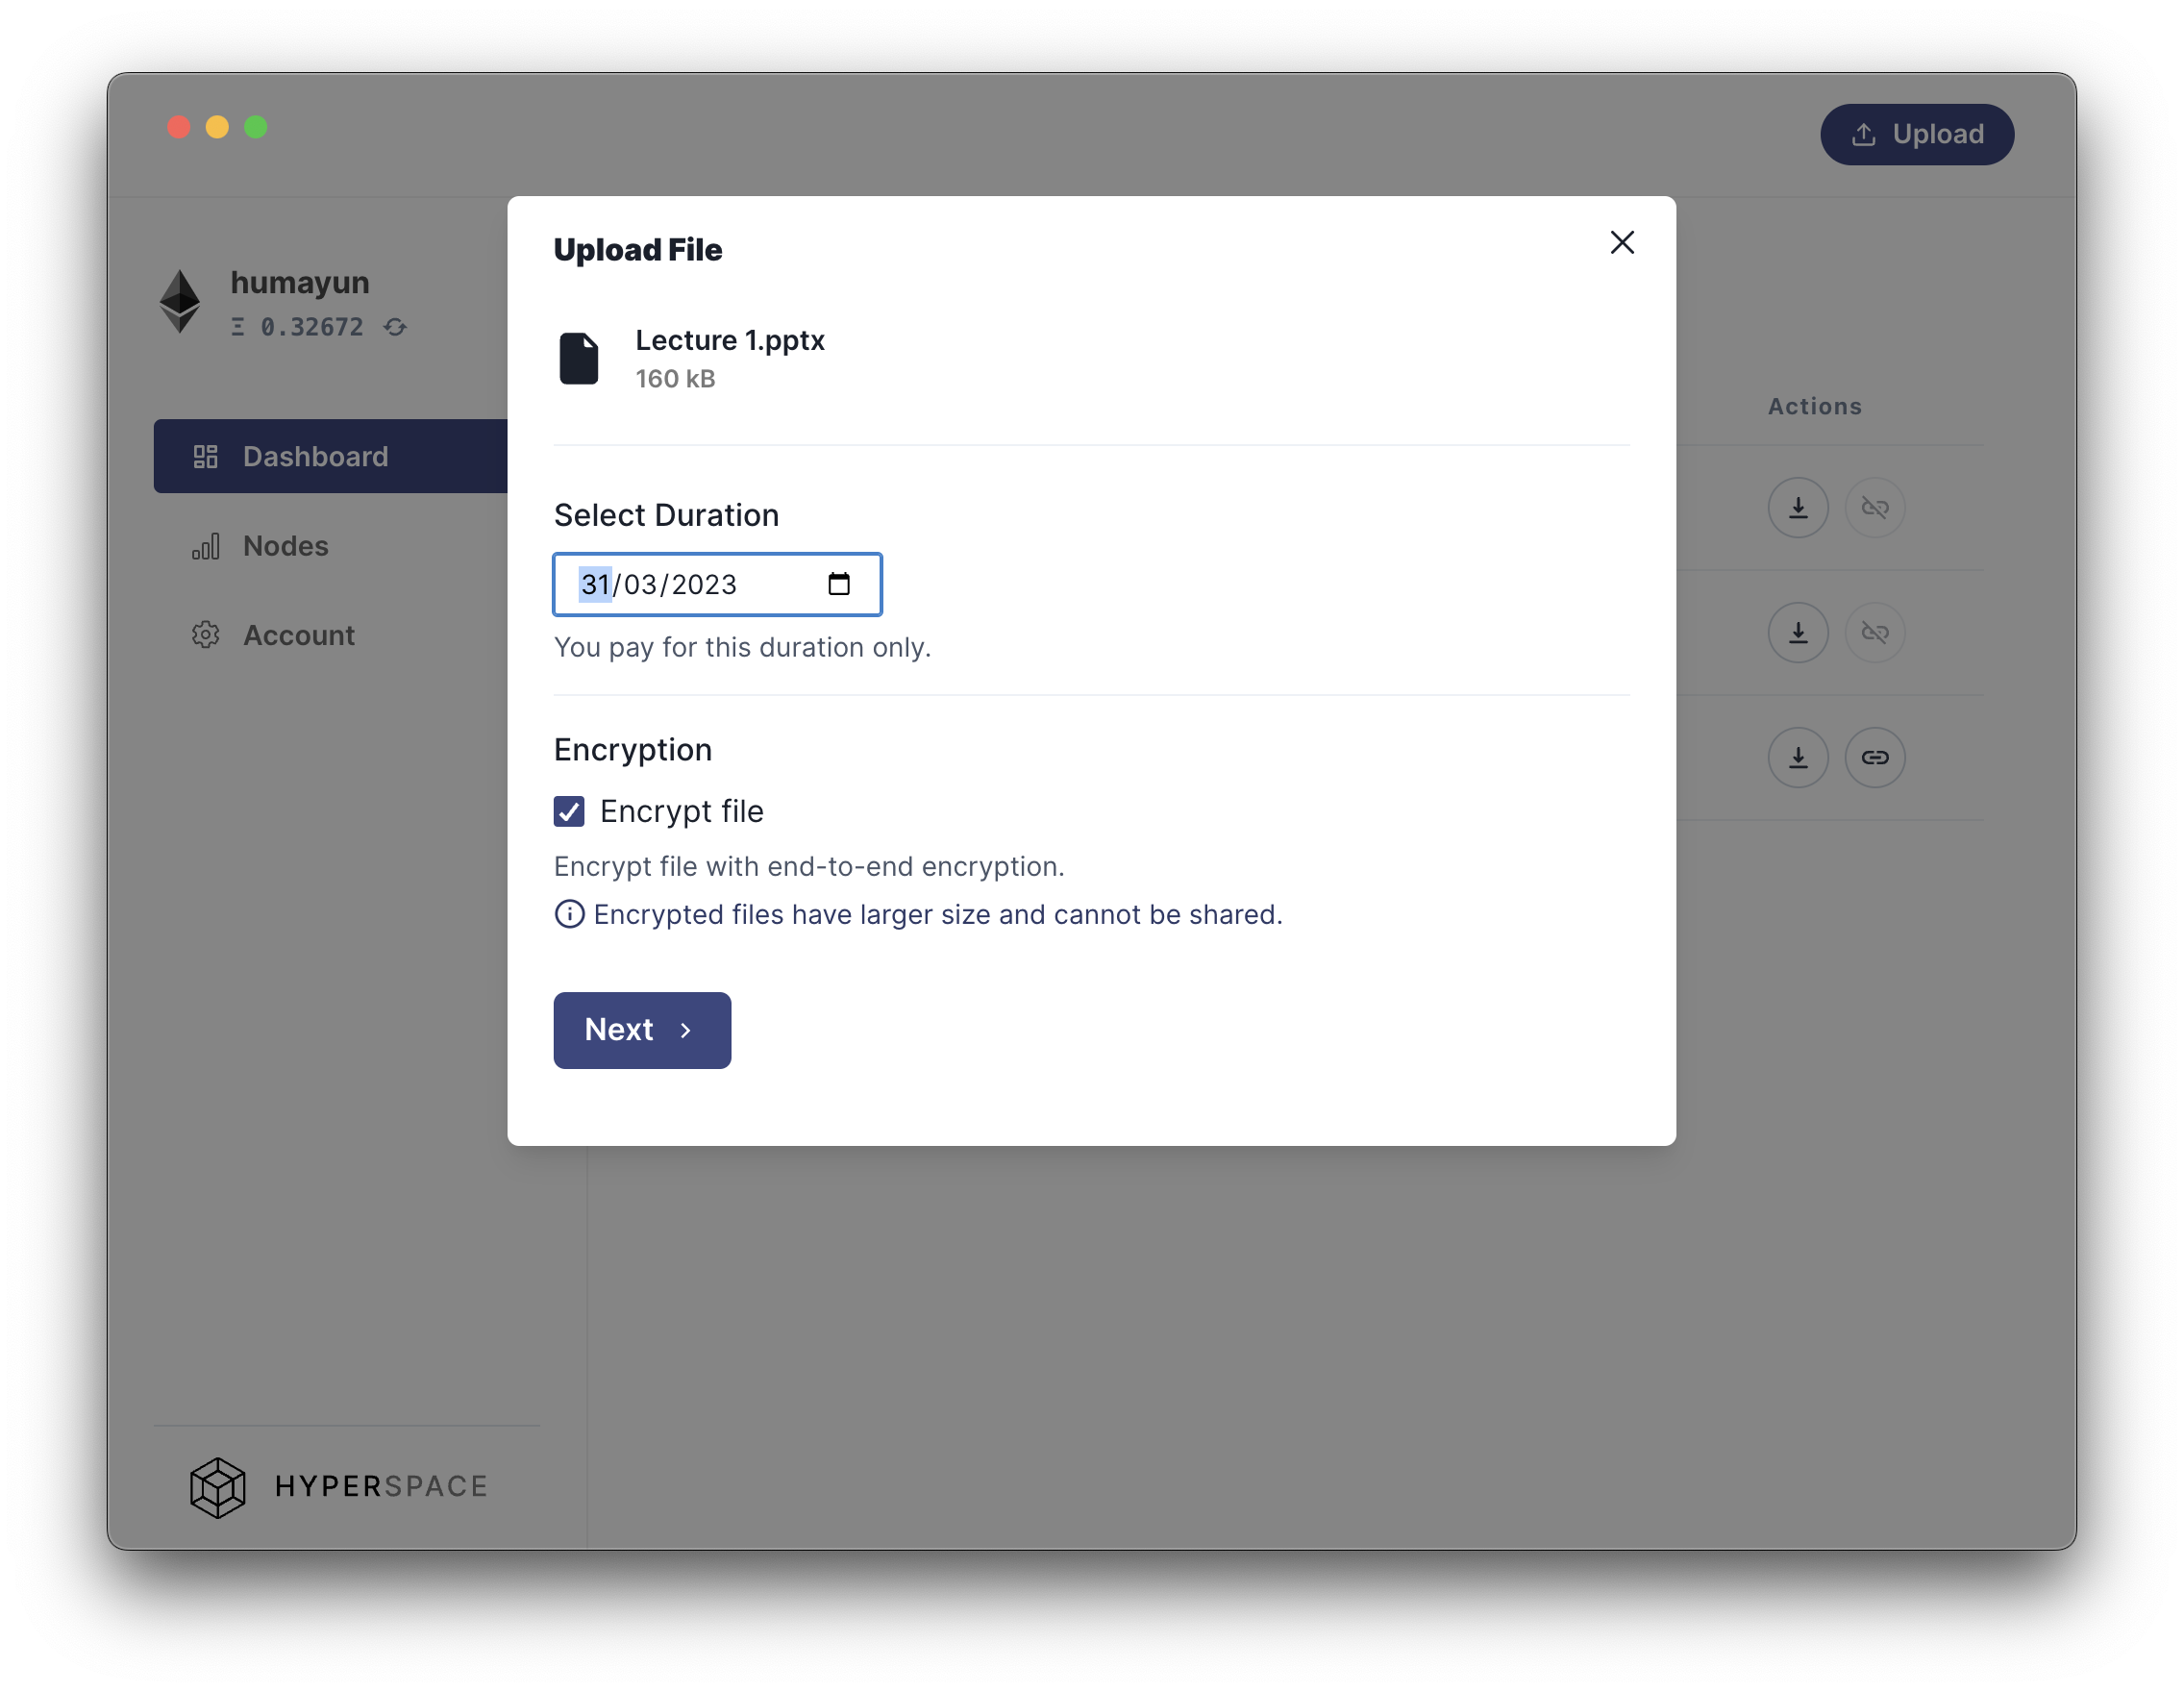 Upload
humayun
Ξ 0.32672
Dashboard
Nodes
Account
HYPERSPACE
Actions
Upload File
Lecture 1.pptx
160 kB
Select Duration
31/03/2023
You pay for this duration only.
Encryption
Encrypt file
Encrypt file with end-to-end encryption.
Encrypted files have larger size and cannot be shared.
Next